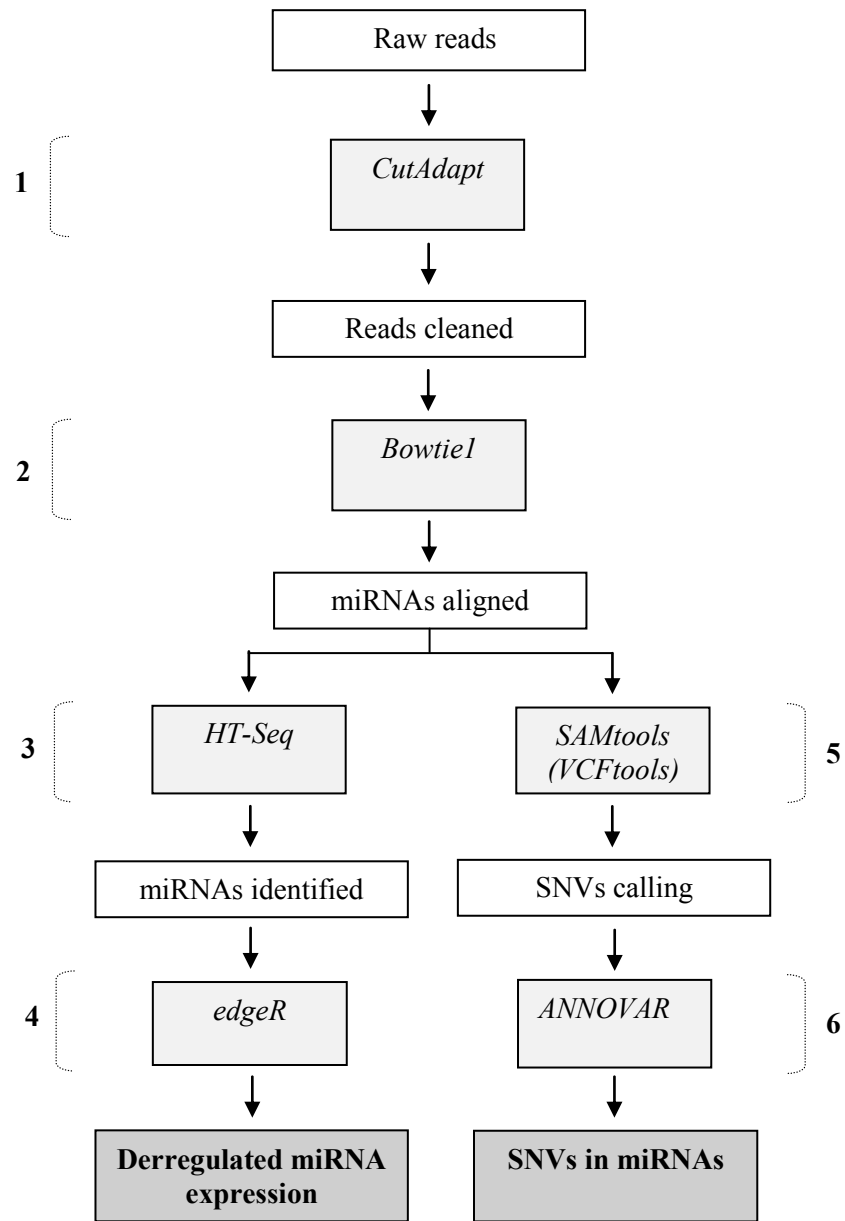 Raw reads
1
CutAdapt
Reads cleaned
2
Bowtie1
miRNAs aligned
3
HT-Seq
SAMtools
(VCFtools)
5
miRNAs identified
SNVs calling
4
edgeR
ANNOVAR
6
Derregulated miRNA
expression
SNVs in miRNAs